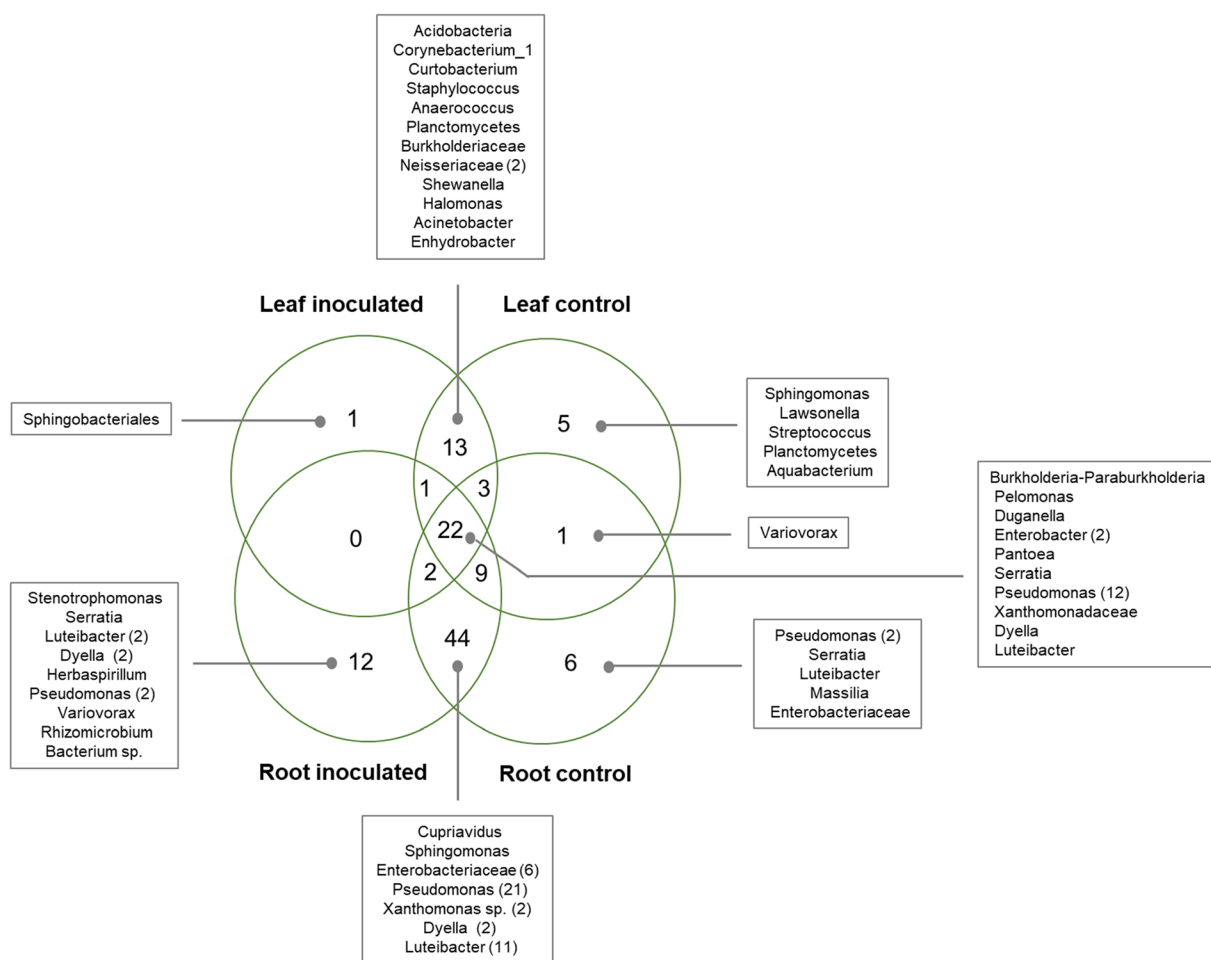 Acidobacteria
Corynebacterium_1
Curtobacterium
Staphylococcus
Anaerococcus
Planctomycetes
Burkholderiaceae
Neisseriaceae (2)
Shewanella
Halomonas
Acinetobacter
Enhydrobacter
Leaf inoculated
Leaf control
Sphingobacteriales
1
13
5
Sphingomonas
Lawsonella
Streptococcus
Planctomycetes
Aquabacterium
1
3
0
22
1
Variovorax
Burkholderia-Paraburkholderia
Pelomonas
Duganella
Enterobacter (2)
Pantoea
Serratia
Pseudomonas (12)
Xanthomonadaceae
Dyella
Luteibacter
2
9
Stenotrophomonas
Serratia
Luteibacter (2)
Dyella (2)
Herbaspirillum
Pseudomonas (2)
Variovorax
Rhizomicrobium
Bacterium sp.
12
44
6
Pseudomonas (2)
Serratia
Luteibacter
Massilia
Enterobacteriaceae
Root inoculated
Root control
Cupriavidus
Sphingomonas
Enterobacteriaceae (6)
Pseudomonas (21)
Xanthomonas sp. (2)
Dyella (2)
Luteibacter (11)